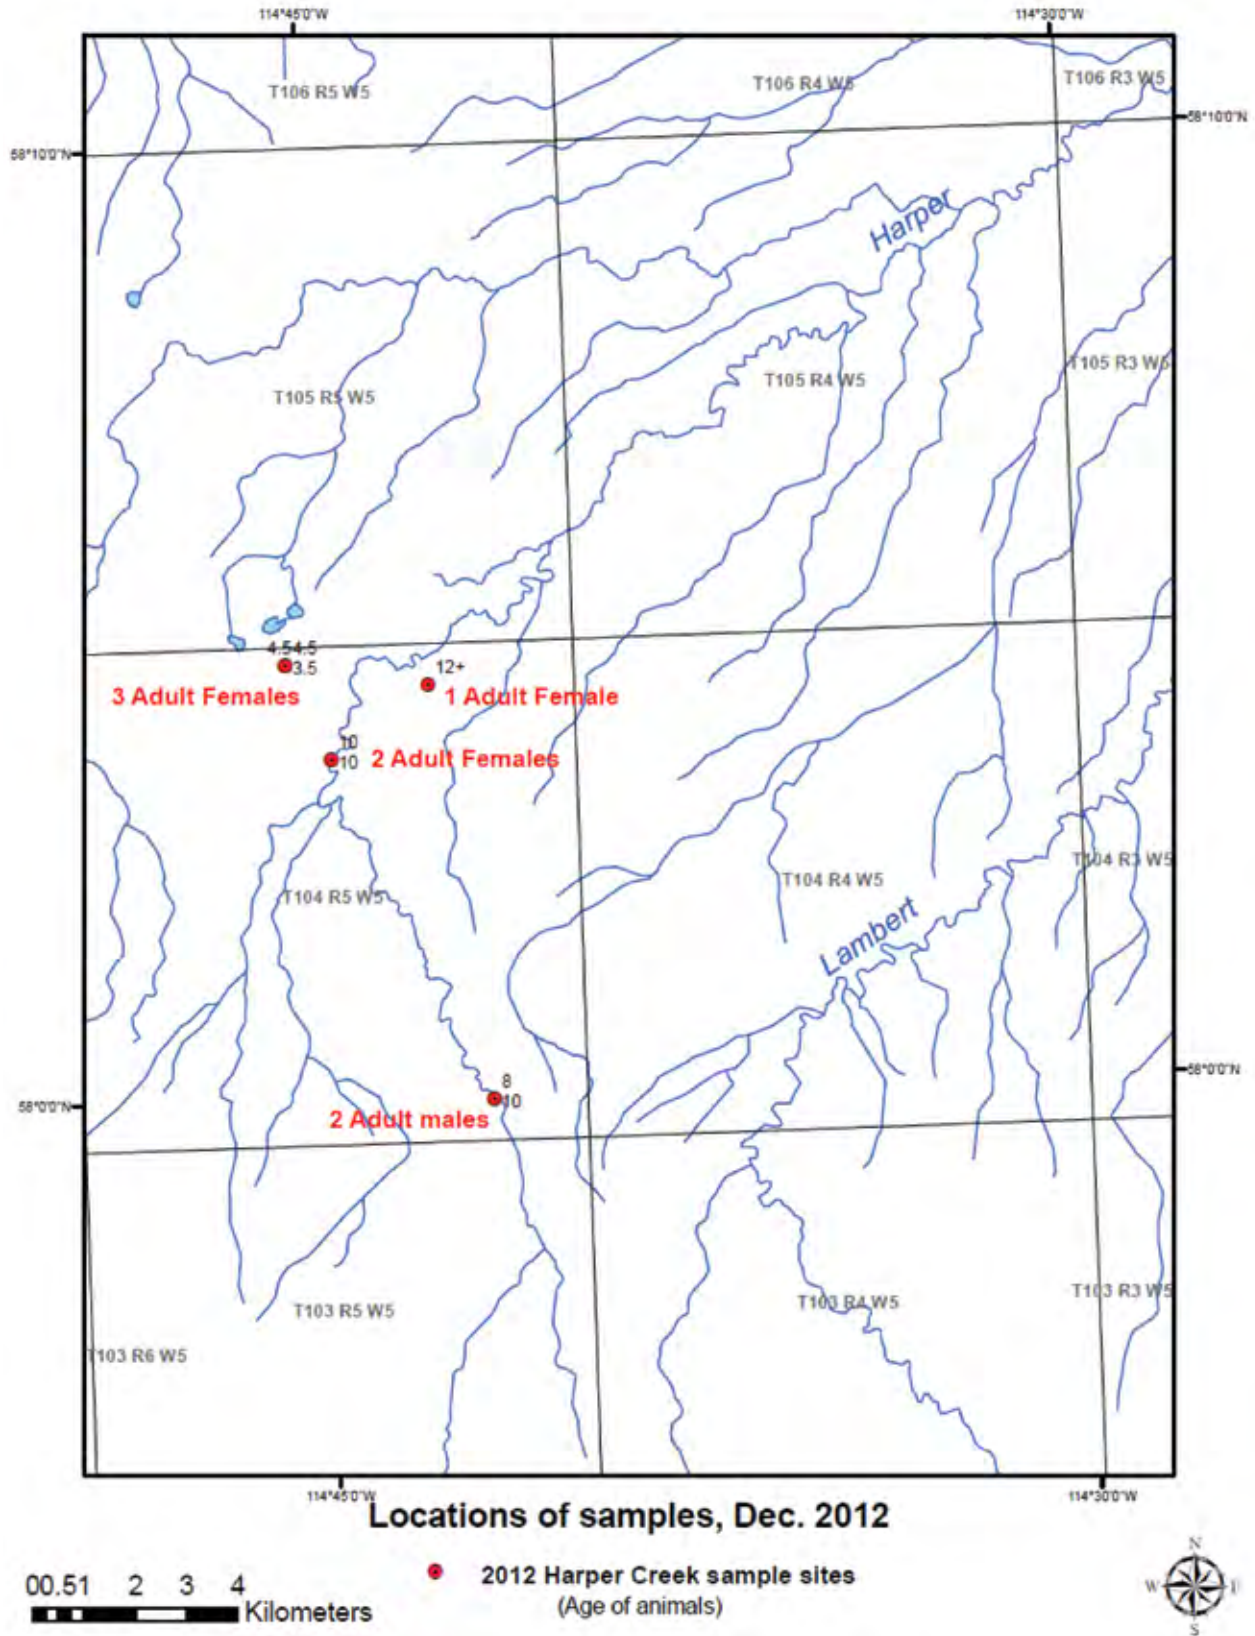 114°45'0"W 114°30'0"W
T106 R5 W5 T106 R4 W5 T106 R3 W5
58°10'0"N 58°10'0"N
Harper
T105 R5 W5 T105 R4 W5 T105 R3 W5
4.54.5
3.5
12+
3 Adult Females 1 Adult Female
10
10 2 Adult Females
T104 R5 W5 T104 R4 W5 T104 R3 W5
Lambert
58°0'0"N 58°0'0"N
8
10
2 Adult males
T103 R5 W5 T103 R4 W5 T103 R3 W5
T103 R6 W5
114°45'0"W 114°30'0"W
Locations of samples, Dec. 2012
2012 Harper Creek sample sites
(Age of animals)
00.51 2 3 4
Kilometers
N
W E
S